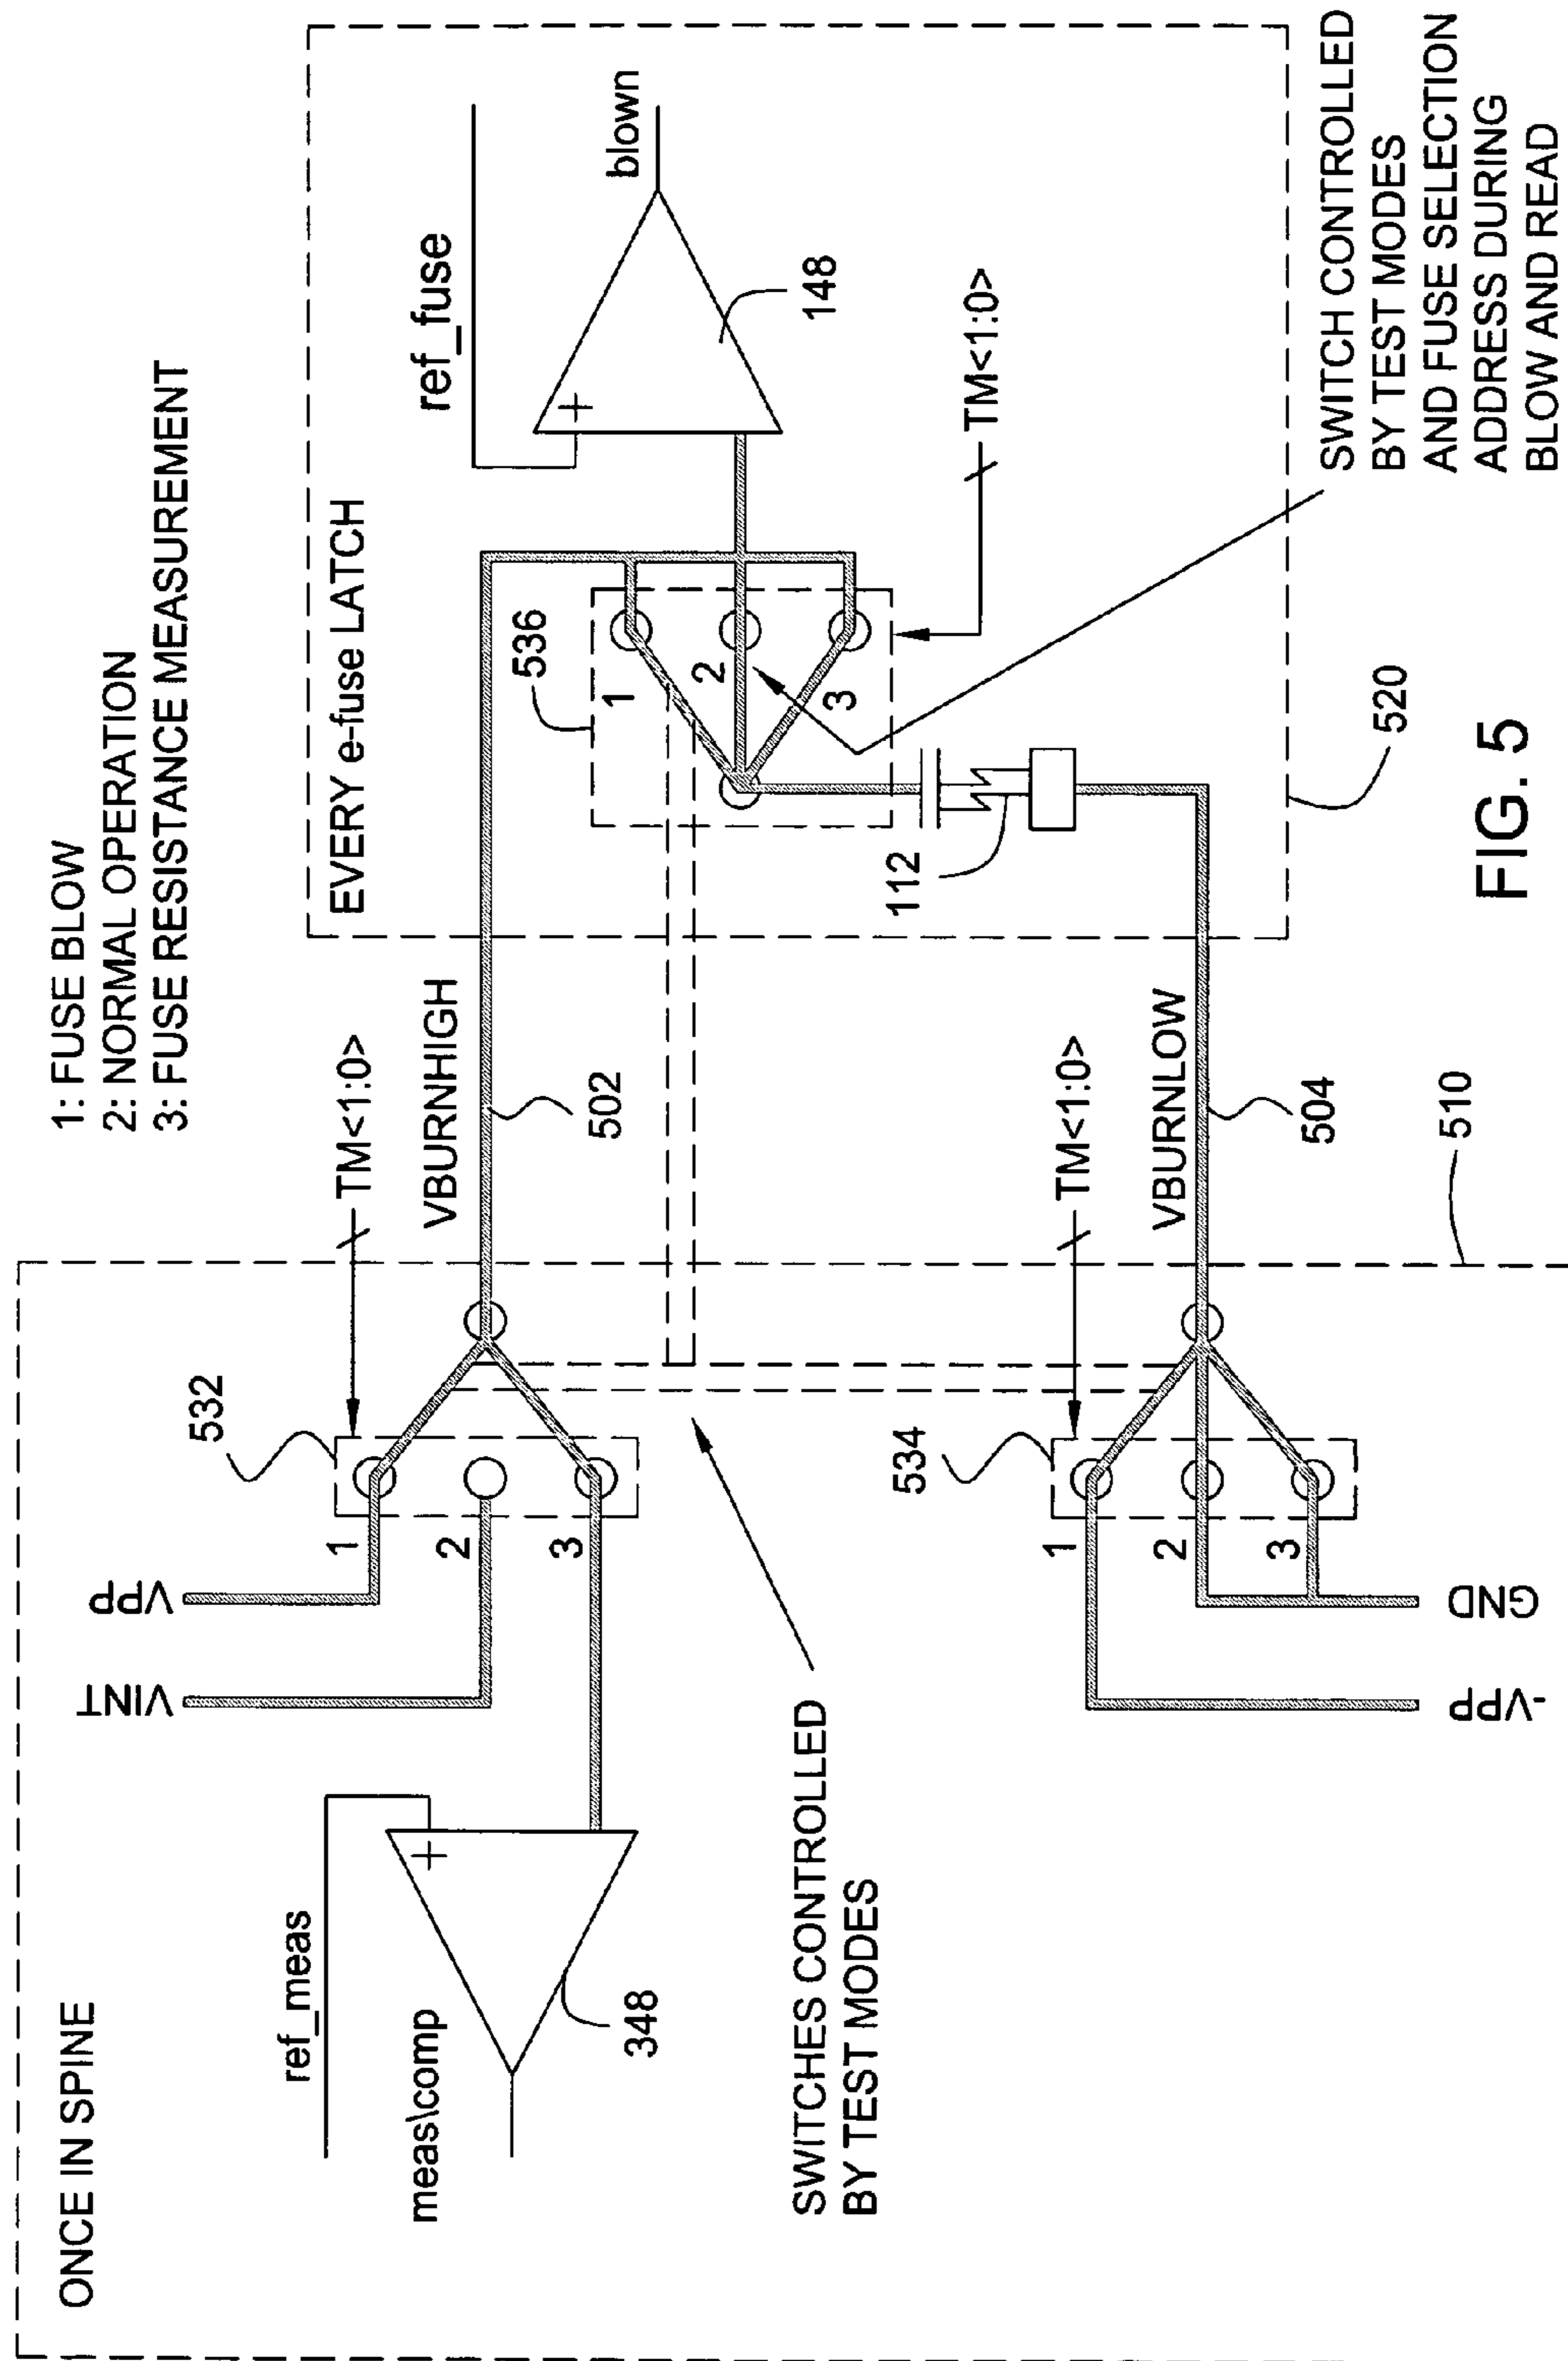 1: FUSE BLOW
2: NORMAL OPERATION
3: FUSE RESISTANCE MEASUREMENT
ONCE IN SPINE
ref_meas
meas\comp
348
VINT
VPP
532
1
2
3
TM<1:0>
VBURNHIGH
502
SWITCHES CONTROLLED
BY TEST MODES
534
1
2
3
TM<1:0>
VBURNLOW
504
-VPP
GND
510
EVERY e-fuse LATCH
536
1
2
3
112
ref_fuse
blown
148
TM<1:0>
520
SWITCH CONTROLLED
BY TEST MODES
AND FUSE SELECTION
ADDRESS DURING
BLOW AND READ
FIG. 5